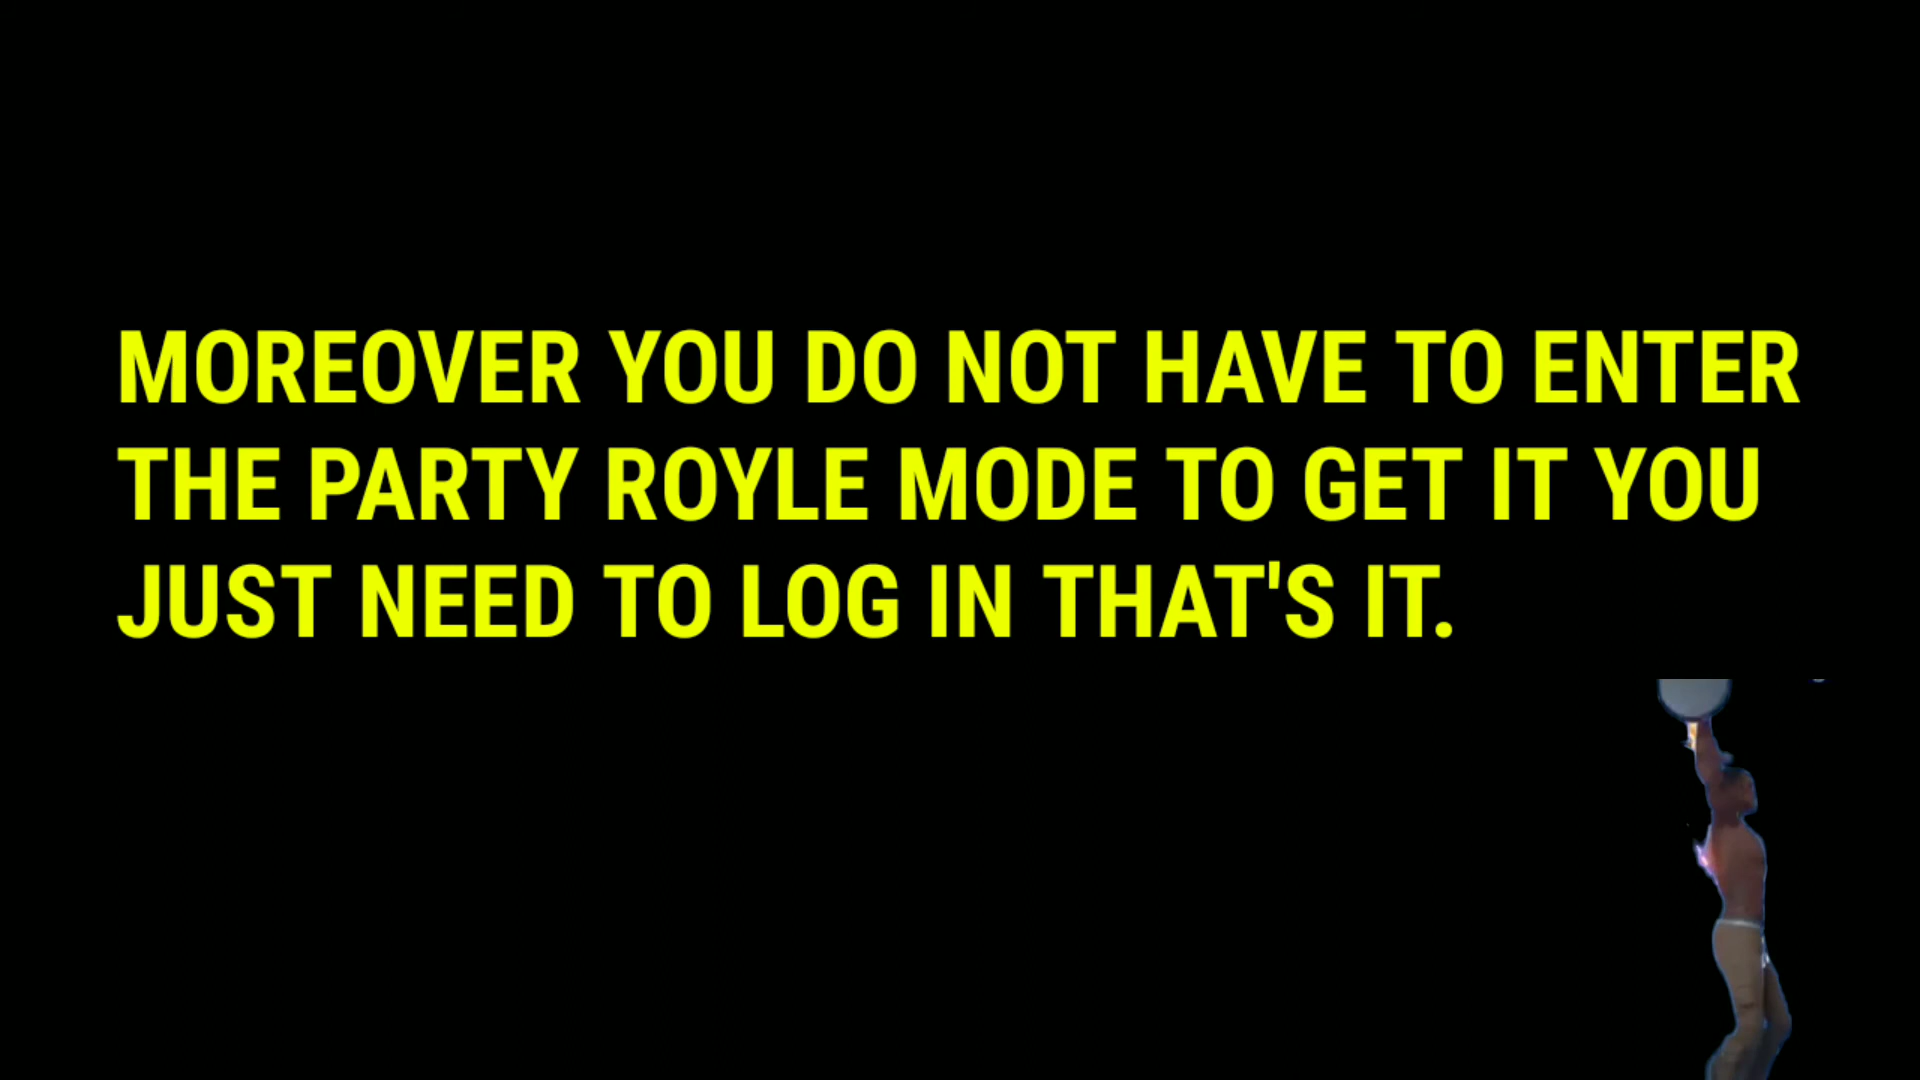 MOREOVER YOU DO NOT HAVE TO ENTER
THE PARTY ROYLE MODE TO GET IT YOU
JUST NEED TO LOG IN THAT'S IT.